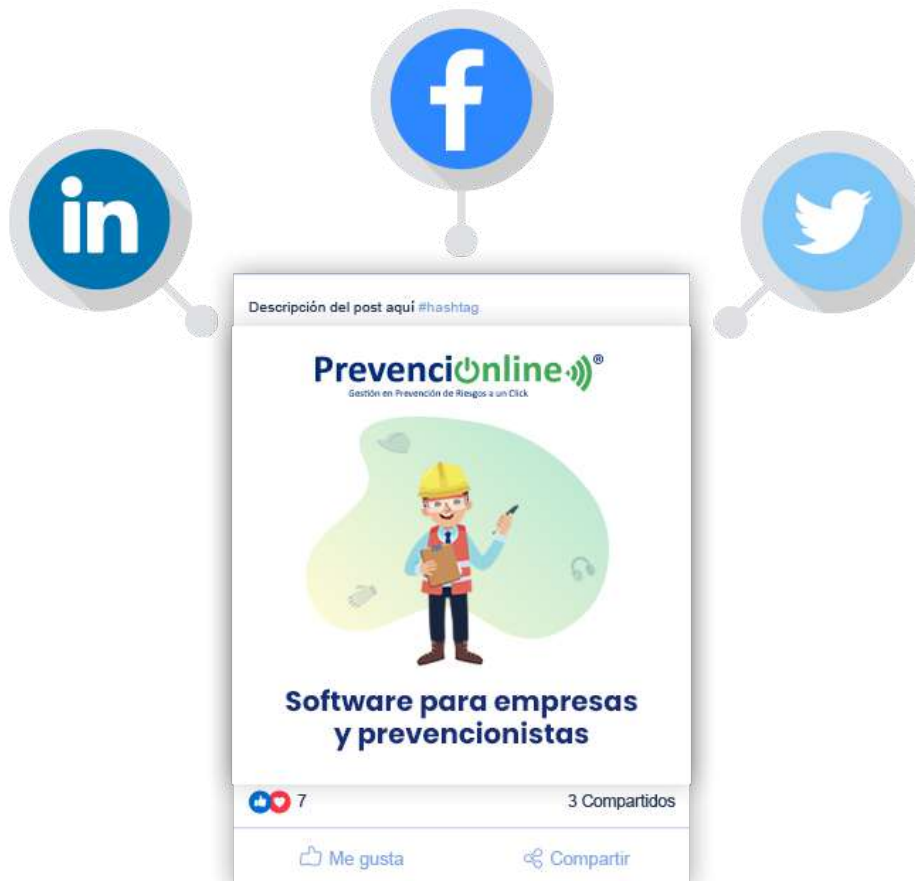 f
in
Descripción del post aquí #hashtag
PrevenciOnline®
Gestión en Prevención de Riesgos a un Click
Software para empresas
y prevencionistas
7
3 Compartidos
Me gusta
Compartir